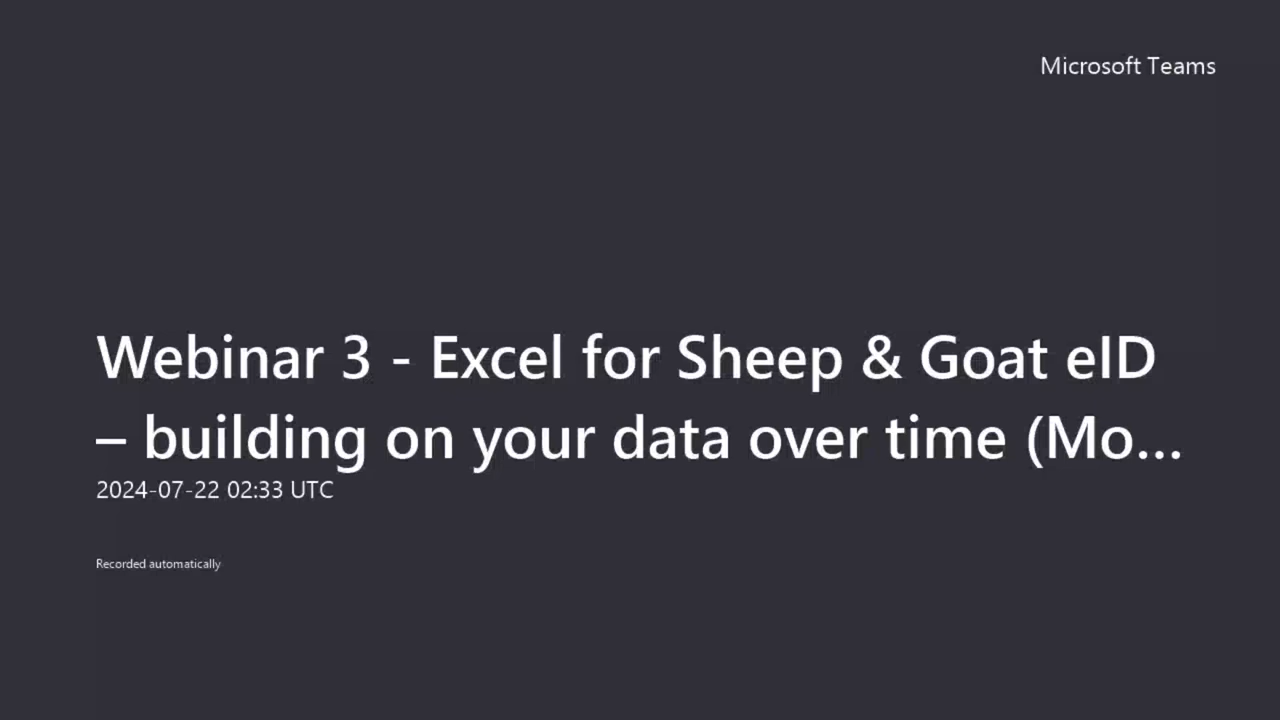 Microsoft Teams
Webinar 3 - Excel for Sheep & Goat eID
– building on your data over time (Mo...
2024-07-22 02:33 UTC
Recorded automatically